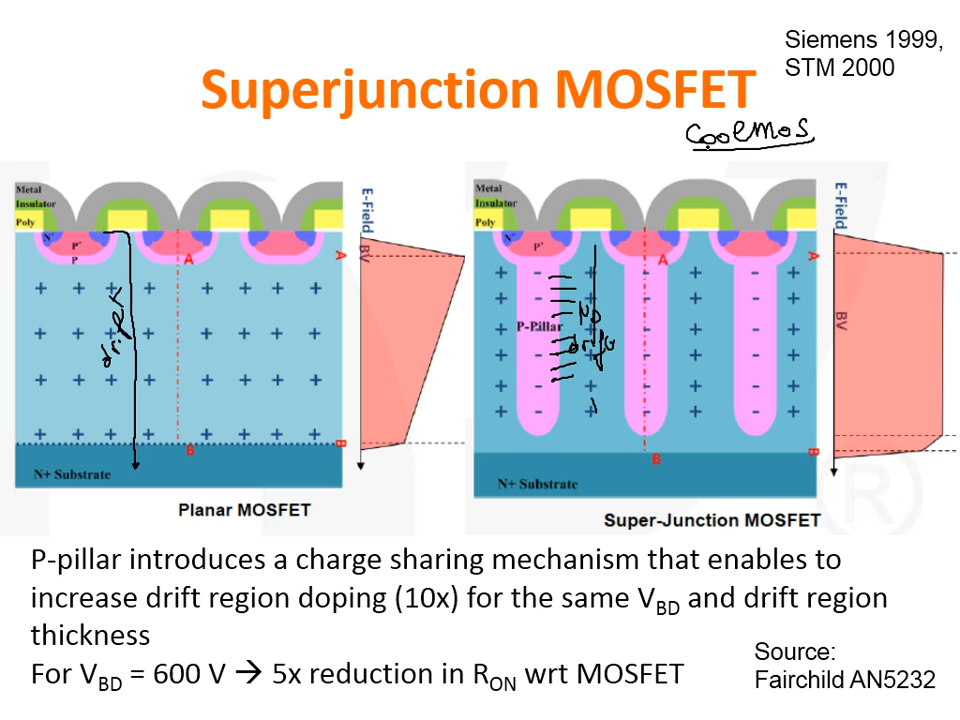 Siemens 1999,
STM 2000
Superjunction MOSFET
CoolMOS
Metal
Insulator
Poly
N+
P+
P
A
B
drift
E-Field
BV
A
B
N+ Substrate
Planar MOSFET
Metal
Insulator
Poly
N+
P+
A
P-Pillar
ND
drift
B
E-Field
A
BV
B
N+ Substrate
Super-Junction MOSFET
P-pillar introduces a charge sharing mechanism that enables to
increase drift region doping (10x) for the same VBD and drift region
thickness
For VBD = 600 V → 5x reduction in RON wrt MOSFET
Source:
Fairchild AN5232